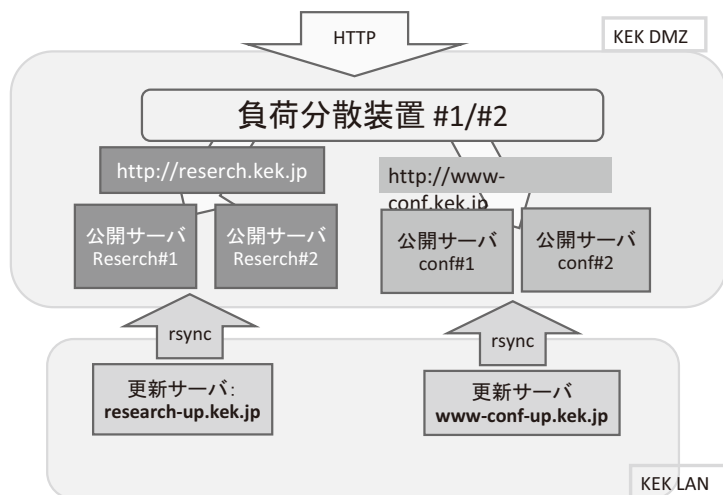 HTTP
KEK DMZ
負荷分散装置 #1/#2
http://reserch.kek.jp
http://www-
conf.kek.jp
公開サーバ
Reserch#1
公開サーバ
Reserch#2
公開サーバ
conf#1
公開サーバ
conf#2
rsync
rsync
更新サーバ:
research-up.kek.jp
更新サーバ
www-conf-up.kek.jp
KEK LAN